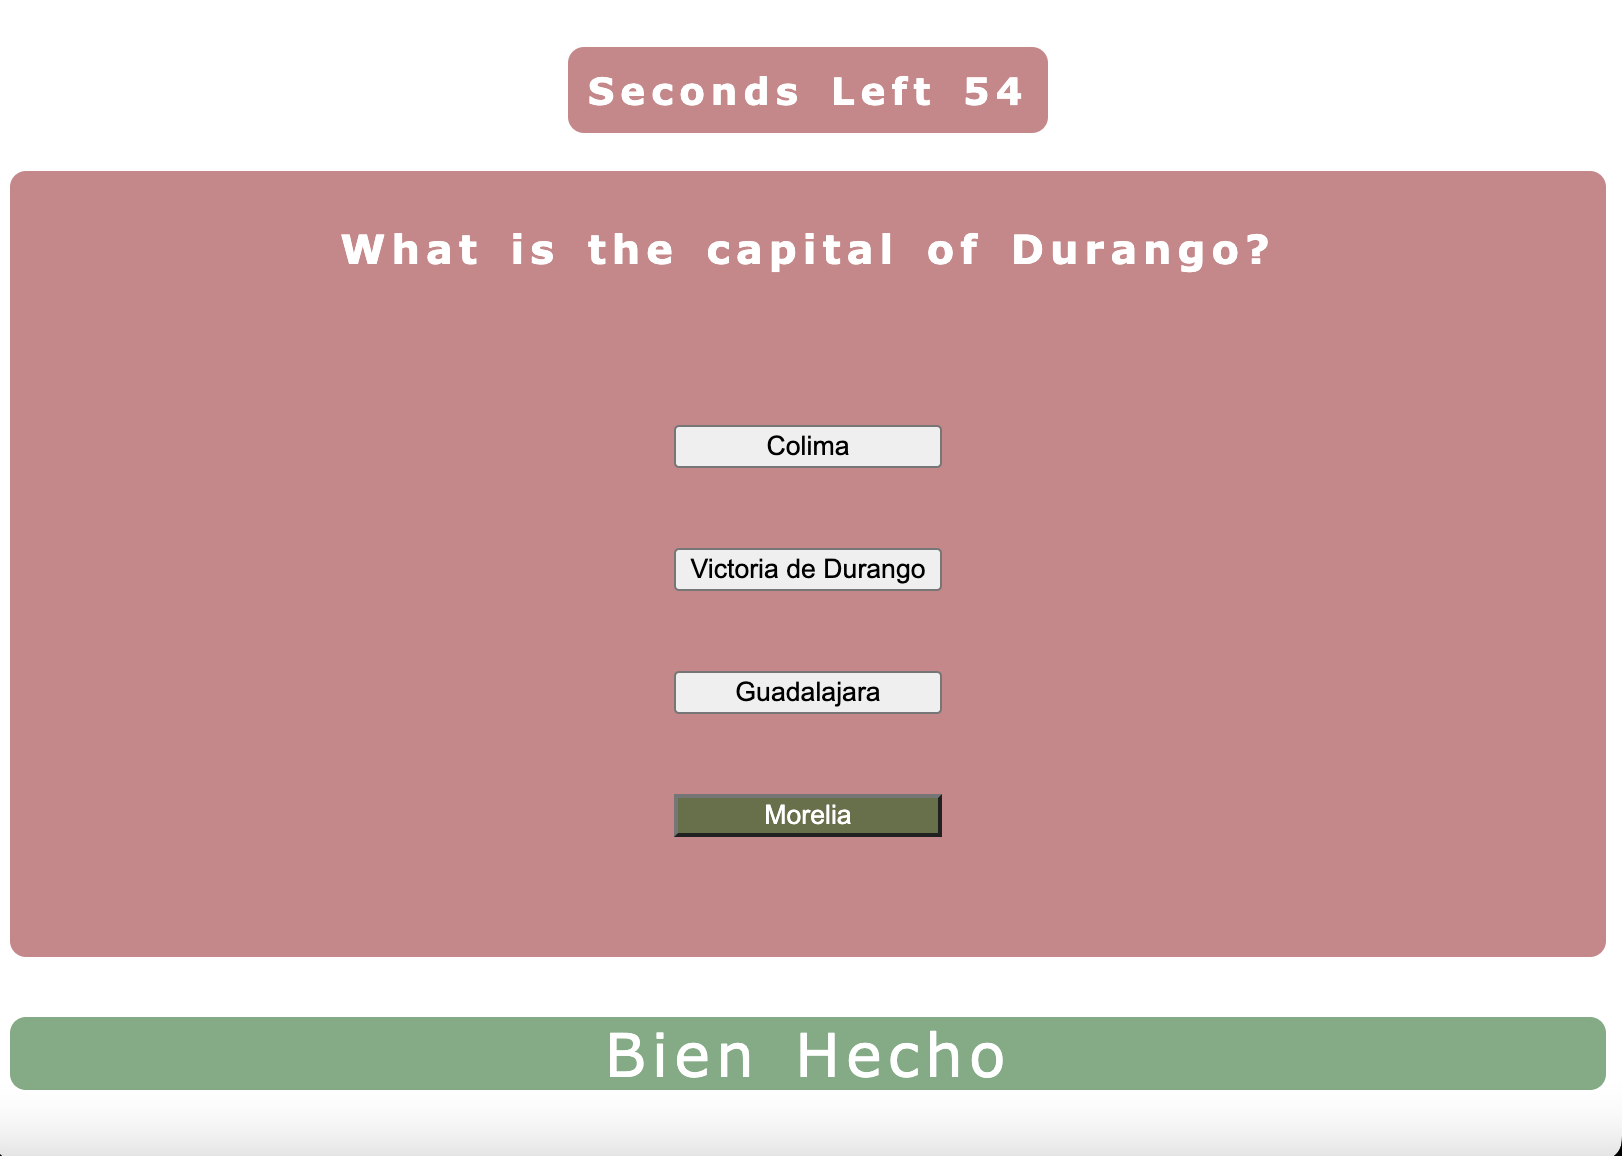 Seconds Left 54
What is the capital of Durango?
Colima
Victoria de Durango
Guadalajara
Morelia
Bien Hecho